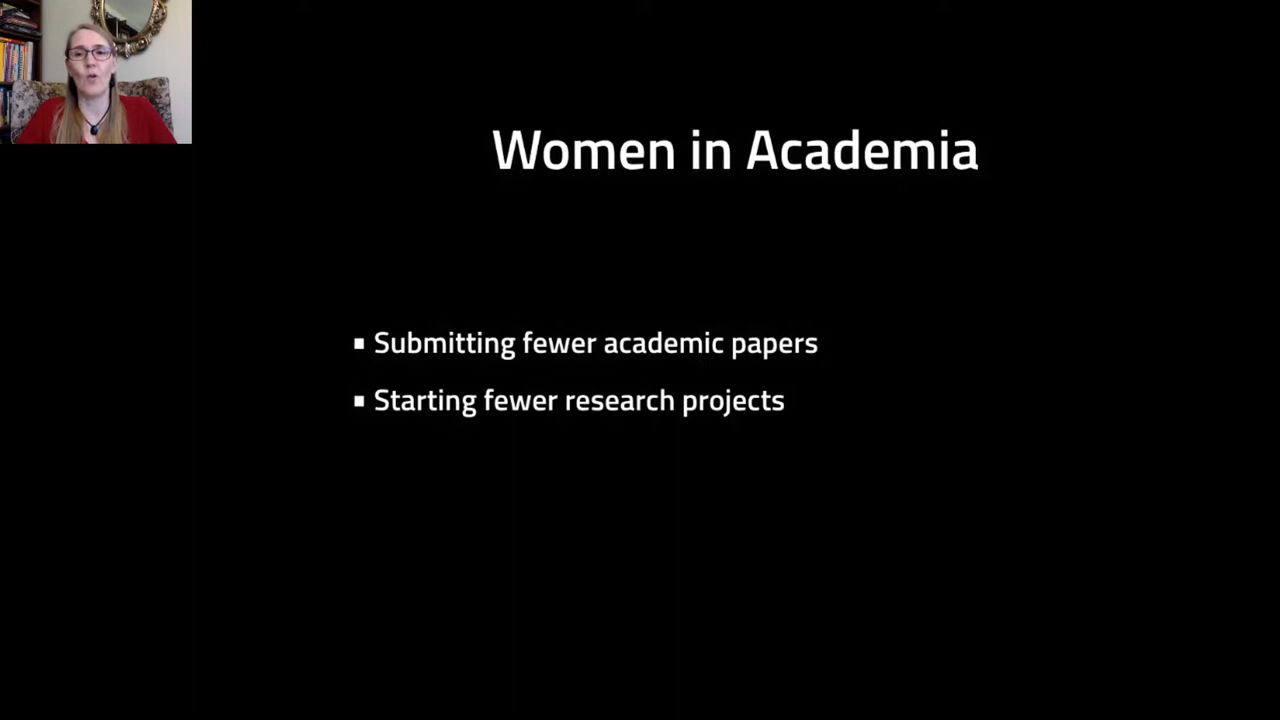 Women in Academia
▪ Submitting fewer academic papers
▪ Starting fewer research projects